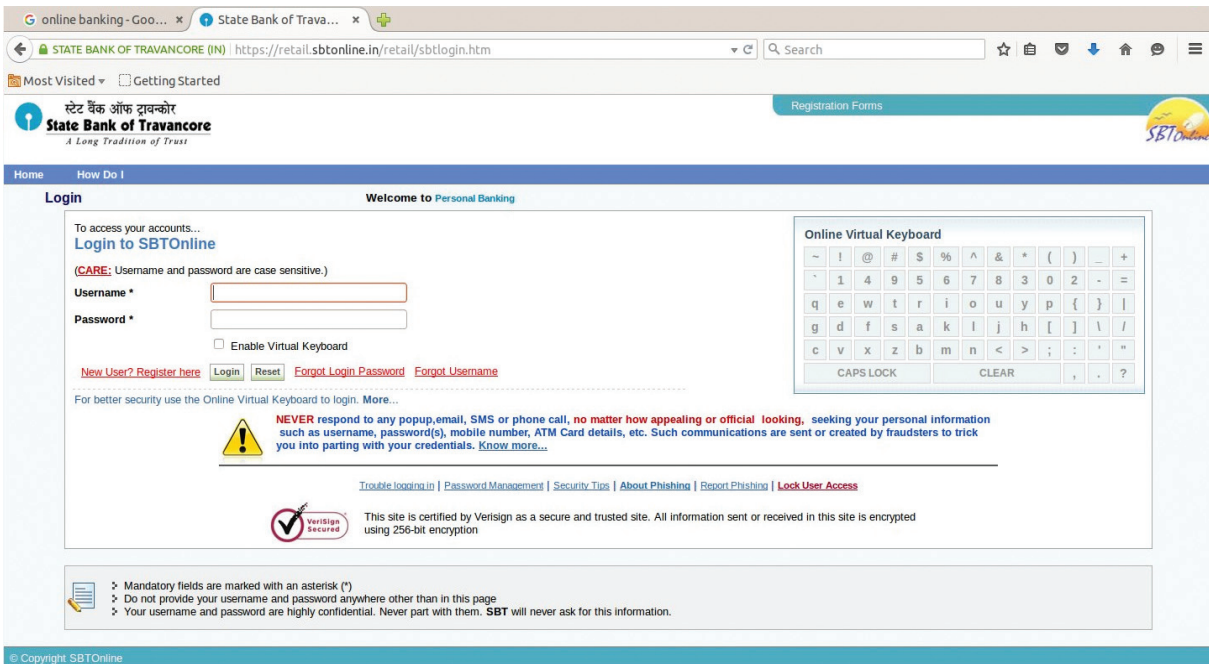 online banking - Goo...
State Bank of Trava...
STATE BANK OF TRAVANCORE (IN)
https://retail.sbtonline.in/retail/sbtlogin.htm
Search
Most Visited
Getting Started
स्टेट बैंक ऑफ ट्रावन्कोर
State Bank of Travancore
A Long Tradition of Trust
Registration Forms
SBTOnline
Home How Do I
Login
Welcome to Personal Banking
To access your accounts...
Login to SBTOnline
(CARE: Username and password are case sensitive.)
Username *
Password *
Enable Virtual Keyboard
New User? Register here Login Reset Forgot Login Password Forgot Username
For better security use the Online Virtual Keyboard to login. More...
Online Virtual Keyboard
~ ! @ # $ % ^ & * ( ) _ +
` 1 4 9 5 6 7 8 3 0 2 - =
q e w t r i o u y p { } |
g d f s a k l j h [ ] \ /
c v x z b m n < > ; : ' "
CAPS LOCK CLEAR , . ?
NEVER respond to any popup,email, SMS or phone call, no matter how appealing or official looking, seeking your personal information
such as username, password(s), mobile number, ATM Card details, etc. Such communications are sent or created by fraudsters to trick
you into parting with your credentials. Know more...
Trouble logging in | Password Management | Security Tips | About Phishing | Report Phishing | Lock User Access
VeriSign
Secured
This site is certified by Verisign as a secure and trusted site. All information sent or received in this site is encrypted
using 256-bit encryption
Mandatory fields are marked with an asterisk (*)
Do not provide your username and password anywhere other than in this page
Your username and password are highly confidential. Never part with them. SBT will never ask for this information.
© Copyright SBTOnline